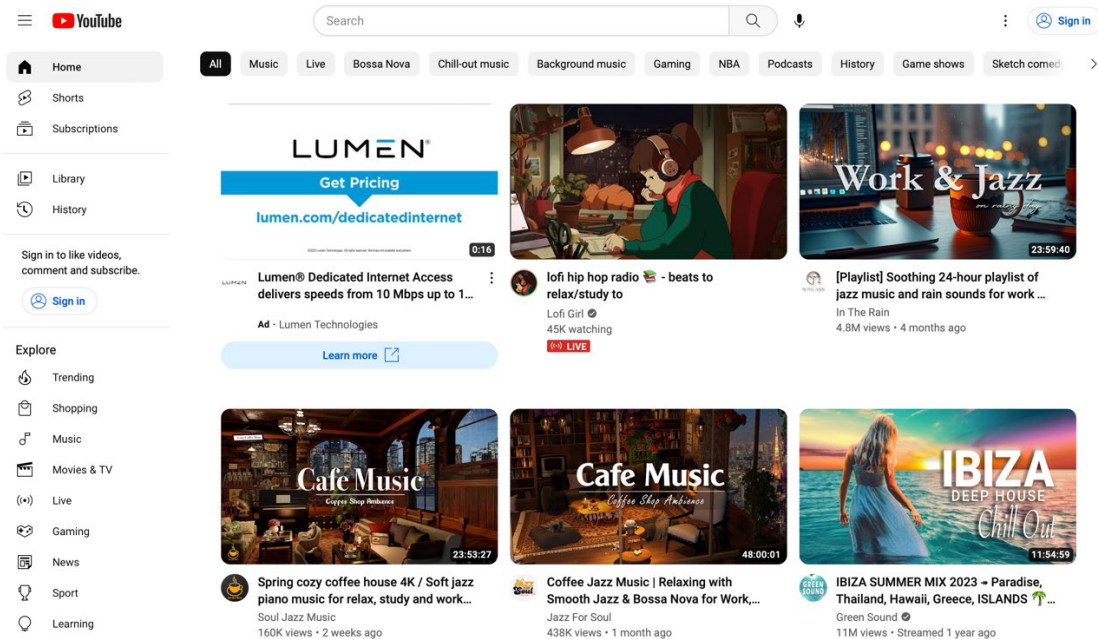 YouTube
Search
Sign in
Home
Shorts
Subscriptions
Library
History
Sign in to like videos,
comment and subscribe.
Sign in
Explore
Trending
Shopping
Music
Movies & TV
Live
Gaming
News
Sport
Learning
All
Music
Live
Bossa Nova
Chill-out music
Background music
Gaming
NBA
Podcasts
History
Game shows
Sketch comedy
LUMEN®
Get Pricing
lumen.com/dedicatedinternet
0:16
LUMEN
Lumen® Dedicated Internet Access
delivers speeds from 10 Mbps up to 1...
Ad · Lumen Technologies
Learn more
lofi hip hop radio 📚 - beats to
relax/study to
Lofi Girl
45K watching
LIVE
Work & Jazz
on rainy day
23:59:40
[Playlist] Soothing 24-hour playlist of
jazz music and rain sounds for work ...
In The Rain
4.8M views • 4 months ago
Cafe Music
Coffee Shop Ambience
23:53:27
Spring cozy coffee house 4K / Soft jazz
piano music for relax, study and work...
Soul Jazz Music
160K views • 2 weeks ago
Cafe Music
Coffee Shop Ambience
48:00:01
Jazz
Soul
Coffee Jazz Music | Relaxing with
Smooth Jazz & Bossa Nova for Work,...
Jazz For Soul
438K views • 1 month ago
IBIZA
DEEP HOUSE
Chill Out
11:54:59
GREEN
SOUND
IBIZA SUMMER MIX 2023 - Paradise,
Thailand, Hawaii, Greece, ISLANDS 🌴...
Green Sound
11M views • Streamed 1 year ago